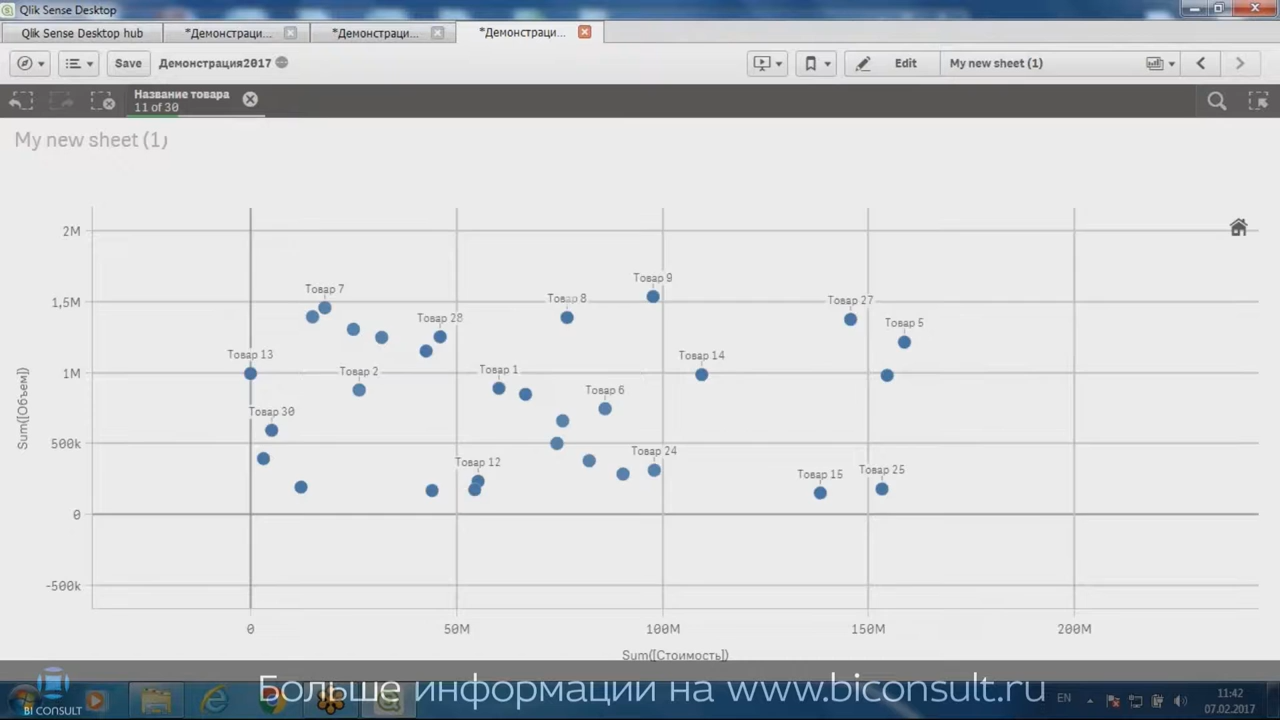 Qlik Sense Desktop
Qlik Sense Desktop hub
*Демонстраци...
*Демонстраци...
*Демонстраци...
Save
Демонстрация2017
Edit
My new sheet (1)
Название товара
11 of 30
My new sheet (1)
2M
1,5M
1M
500k
0
-500k
Sum([Объем])
Товар 9
Товар 7
Товар 8
Товар 27
Товар 28
Товар 5
Товар 13
Товар 14
Товар 2
Товар 1
Товар 6
Товар 30
Товар 24
Товар 12
Товар 25
Товар 15
0
50M
100M
150M
200M
Sum([Стоимость])
Больше информации на www.biconsult.ru
BI CONSULT
EN
11:42
07.02.2017